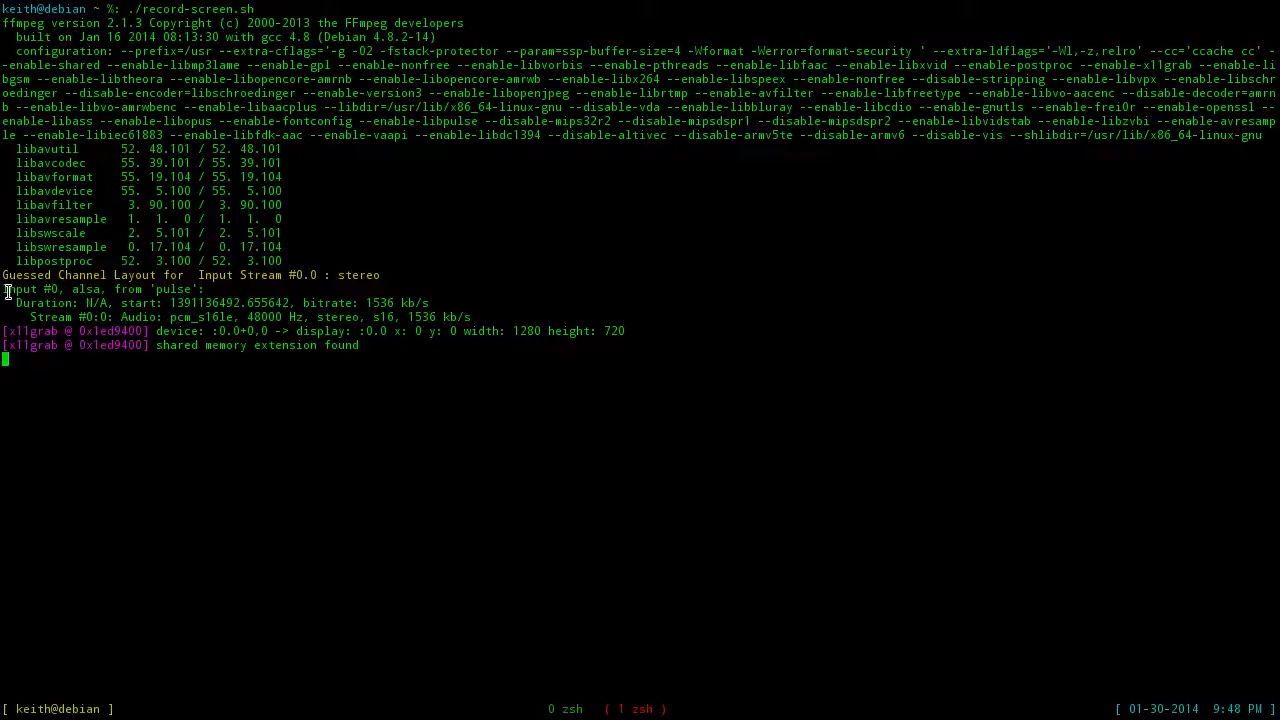 keith@debian ~ %: ./record-screen.sh
ffmpeg version 2.1.3 Copyright (c) 2000-2013 the FFmpeg developers
  built on Jan 16 2014 08:13:30 with gcc 4.8 (Debian 4.8.2-14)
  configuration: --prefix=/usr --extra-cflags='-g -O2 -fstack-protector --param=ssp-buffer-size=4 -Wformat -Werror=format-security ' --extra-ldflags='-Wl,-z,relro' --cc='ccache cc' -
-enable-shared --enable-libmp3lame --enable-gpl --enable-nonfree --enable-libvorbis --enable-pthreads --enable-libfaac --enable-libxvid --enable-postproc --enable-x11grab --enable-li
bgsm --enable-libtheora --enable-libopencore-amrnb --enable-libopencore-amrwb --enable-libx264 --enable-libspeex --enable-nonfree --disable-stripping --enable-libvpx --enable-libschr
oedinger --disable-encoder=libschroedinger --enable-version3 --enable-libopenjpeg --enable-librtmp --enable-avfilter --enable-libfreetype --enable-libvo-aacenc --disable-decoder=amrn
b --enable-libvo-amrwbenc --enable-libaacplus --libdir=/usr/lib/x86_64-linux-gnu --disable-vda --enable-libbluray --enable-libcdio --enable-gnutls --enable-frei0r --enable-openssl --
enable-libass --enable-libopus --enable-fontconfig --enable-libpulse --disable-mips32r2 --disable-mipsdspr1 --disable-mipsdspr2 --enable-libvidstab --enable-libzvbi --enable-avresamp
le --enable-libiec61883 --enable-libfdk-aac --enable-vaapi --enable-libdc1394 --disable-altivec --disable-armv5te --disable-armv6 --disable-vis --shlibdir=/usr/lib/x86_64-linux-gnu
  libavutil      52. 48.101 / 52. 48.101
  libavcodec     55. 39.101 / 55. 39.101
  libavformat    55. 19.104 / 55. 19.104
  libavdevice    55.  5.100 / 55.  5.100
  libavfilter     3. 90.100 /  3. 90.100
  libavresample   1.  1.  0 /  1.  1.  0
  libswscale      2.  5.101 /  2.  5.101
  libswresample   0. 17.104 /  0. 17.104
  libpostproc    52.  3.100 / 52.  3.100
Guessed Channel Layout for  Input Stream #0.0 : stereo
Input #0, alsa, from 'pulse':
  Duration: N/A, start: 1391136492.655642, bitrate: 1536 kb/s
    Stream #0:0: Audio: pcm_s16le, 48000 Hz, stereo, s16, 1536 kb/s
[x11grab @ 0x1ed9400] device: :0.0+0,0 -> display: :0.0 x: 0 y: 0 width: 1280 height: 720
[x11grab @ 0x1ed9400] shared memory extension found
[ keith@debian ] 0 zsh ( 1 zsh ) [ 01-30-2014  9:48 PM ]